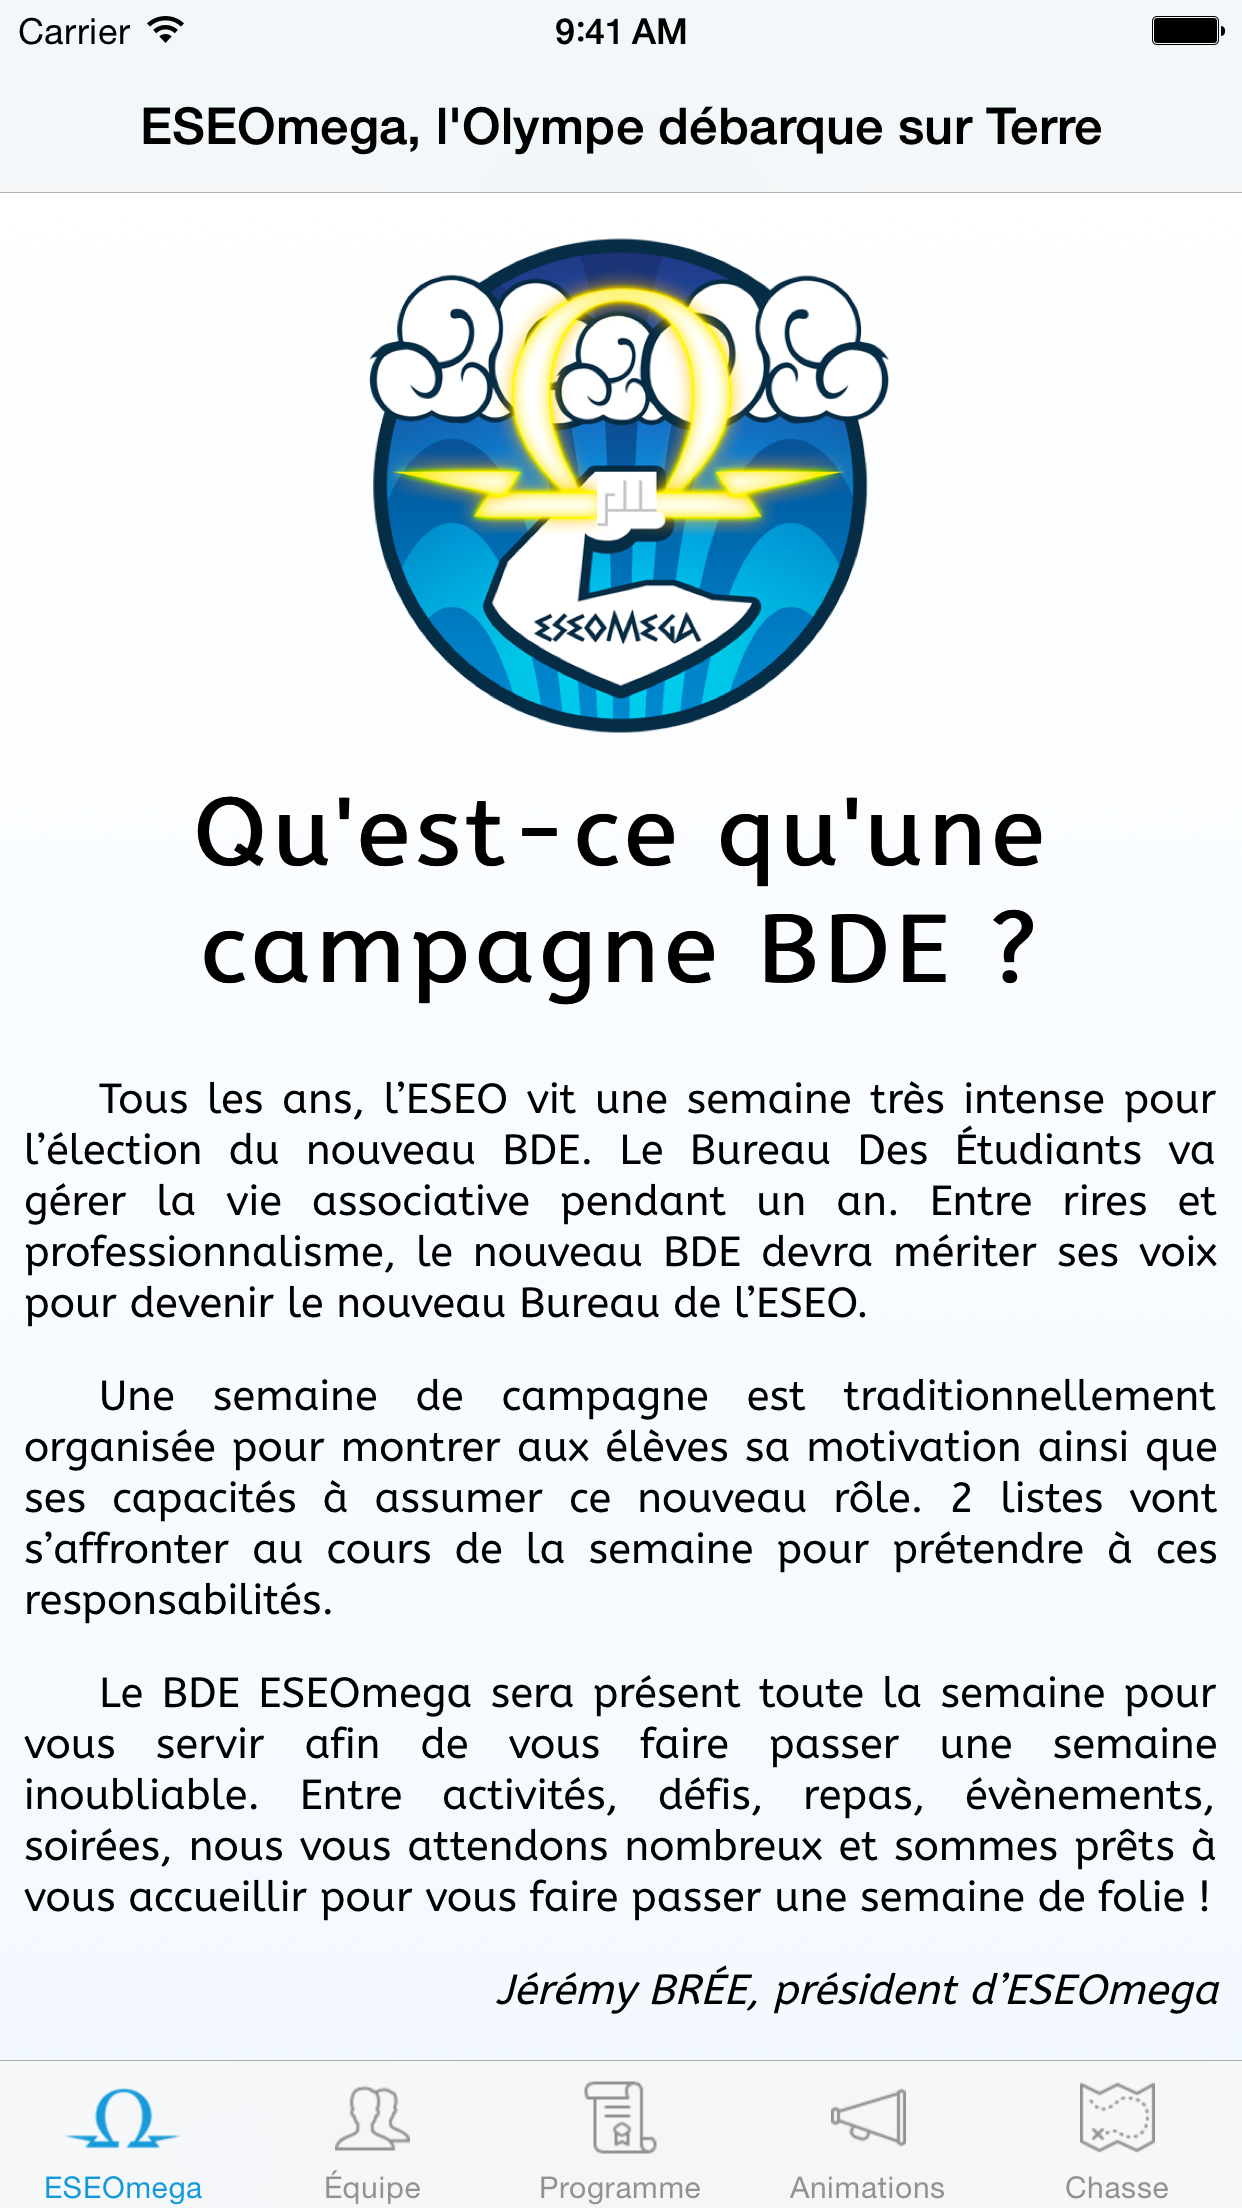 Carrier 9:41 AM
ESEOmega, l'Olympe débarque sur Terre
ESEOMEGA
Qu'est-ce qu'une
campagne BDE ?
Tous les ans, l’ESEO vit une semaine très intense pour
l’élection du nouveau BDE. Le Bureau Des Étudiants va
gérer la vie associative pendant un an. Entre rires et
professionnalisme, le nouveau BDE devra mériter ses voix
pour devenir le nouveau Bureau de l’ESEO.
Une semaine de campagne est traditionnellement
organisée pour montrer aux élèves sa motivation ainsi que
ses capacités à assumer ce nouveau rôle. 2 listes vont
s’affronter au cours de la semaine pour prétendre à ces
responsabilités.
Le BDE ESEOmega sera présent toute la semaine pour
vous servir afin de vous faire passer une semaine
inoubliable. Entre activités, défis, repas, évènements,
soirées, nous vous attendons nombreux et sommes prêts à
vous accueillir pour vous faire passer une semaine de folie !
Jérémy BRÉE, président d’ESEOmega
ESEOmega Équipe Programme Animations Chasse